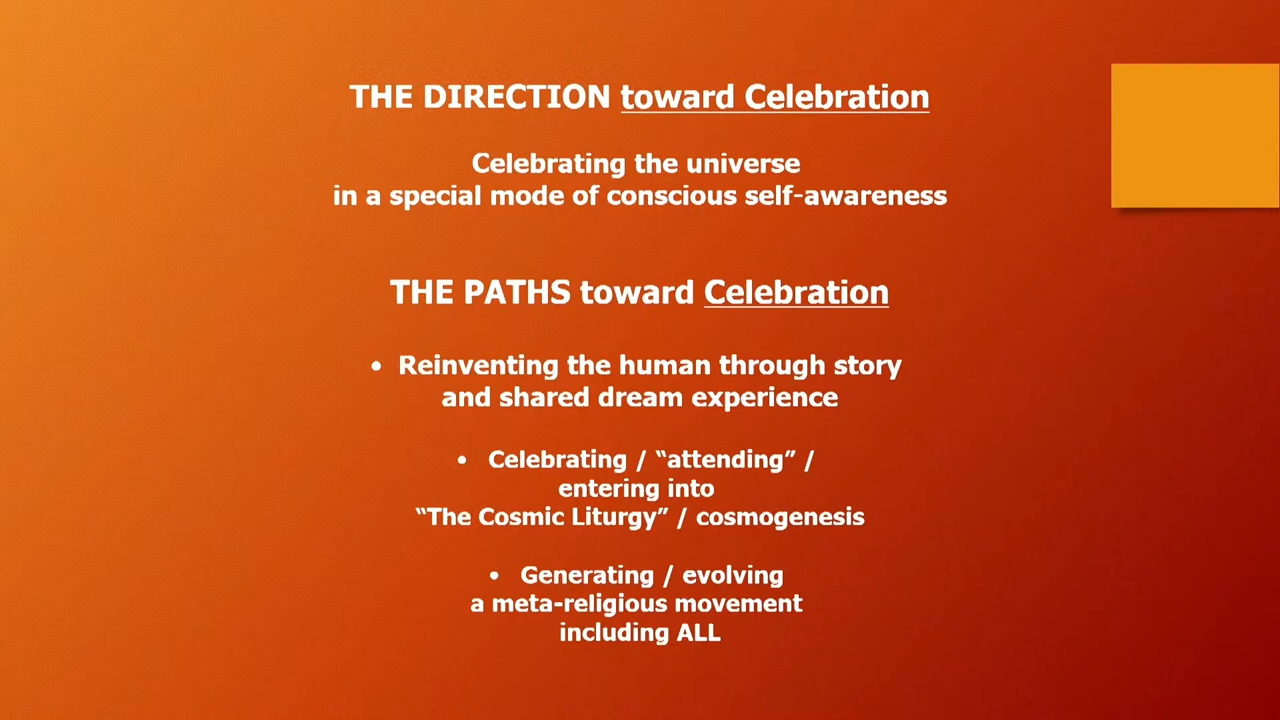 THE DIRECTION toward Celebration
Celebrating the universe
in a special mode of conscious self-awareness
THE PATHS toward Celebration
• Reinventing the human through story
and shared dream experience
• Celebrating / “attending” /
entering into
“The Cosmic Liturgy” / cosmogenesis
• Generating / evolving
a meta-religious movement
including ALL